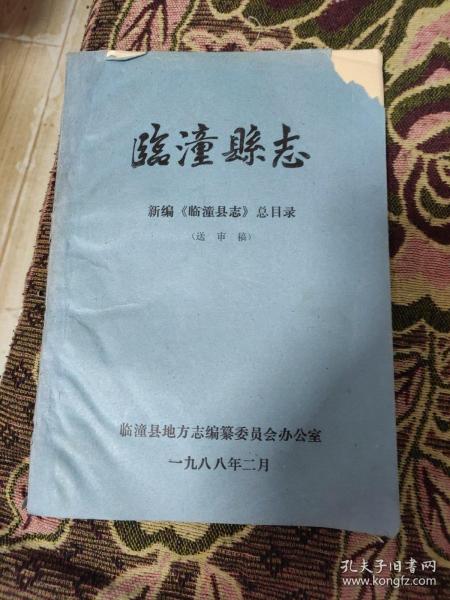 临潼縣志
新编《临潼县志》总目录
（送审稿）
临潼县地方志编纂委员会办公室
一九八八年二月
孔夫子旧书网
www.kongfz.com